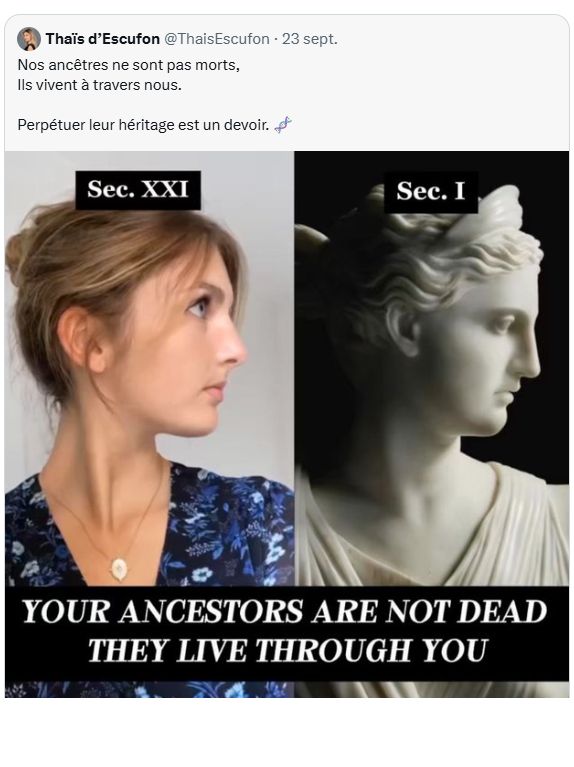 Thaïs d’Escufon @ThaisEscufon · 23 sept.
Nos ancêtres ne sont pas morts,
Ils vivent à travers nous.
Perpétuer leur héritage est un devoir. 🧬
Sec. XXI
Sec. I
YOUR ANCESTORS ARE NOT DEAD
THEY LIVE THROUGH YOU